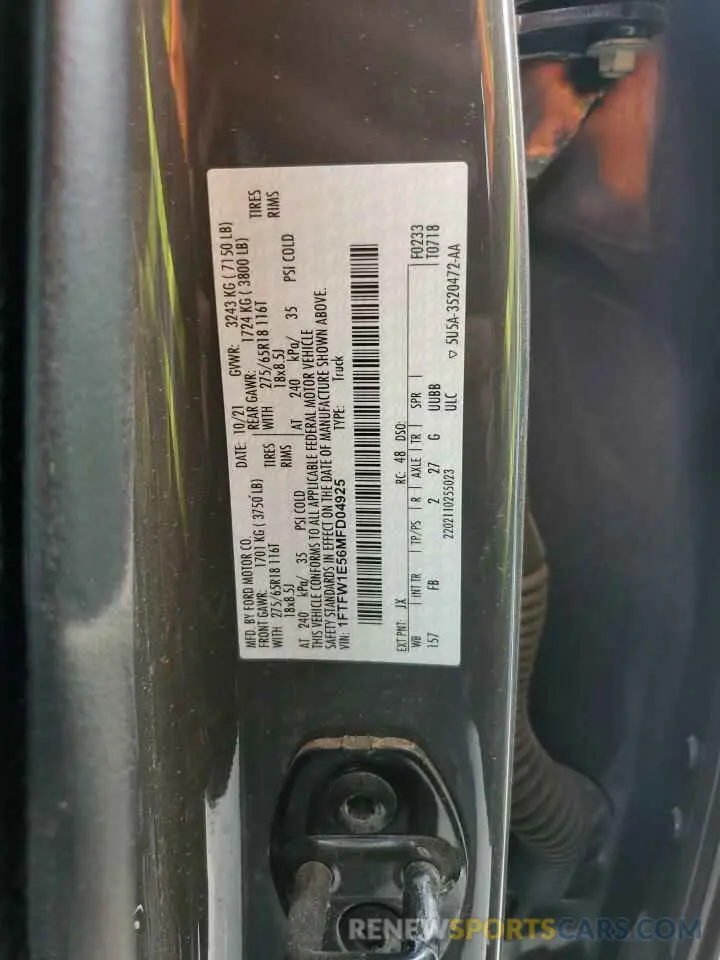 MFD. BY FORD MOTOR CO.
DATE: 10/21
GVWR: 3243 KG ( 7150 LB)
FRONT GAWR: 1701 KG ( 3750 LB)
REAR GAWR: 1724 KG ( 3800 LB)
WITH 275/65R18 116T TIRES
WITH 275/65R18 116T TIRES
18x8.5J RIMS
18x8.5J RIMS
AT 240 kPa/ 35 PSI COLD
AT 240 kPa/ 35 PSI COLD
THIS VEHICLE CONFORMS TO ALL APPLICABLE FEDERAL MOTOR VEHICLE
SAFETY STANDARDS IN EFFECT ON THE DATE OF MANUFACTURE SHOWN ABOVE.
VIN: 1FTFW1E56MFD04925
TYPE: Truck
EXT PNT: JX RC: 48 DSO: F0233
WB INT TR TP/PS R AXLE TR SPR T0718
157 FB 2 27 G UUBB
2202110255023 ULC 5U5A-3520472-AA
RENEWSPORTSCARS.COM